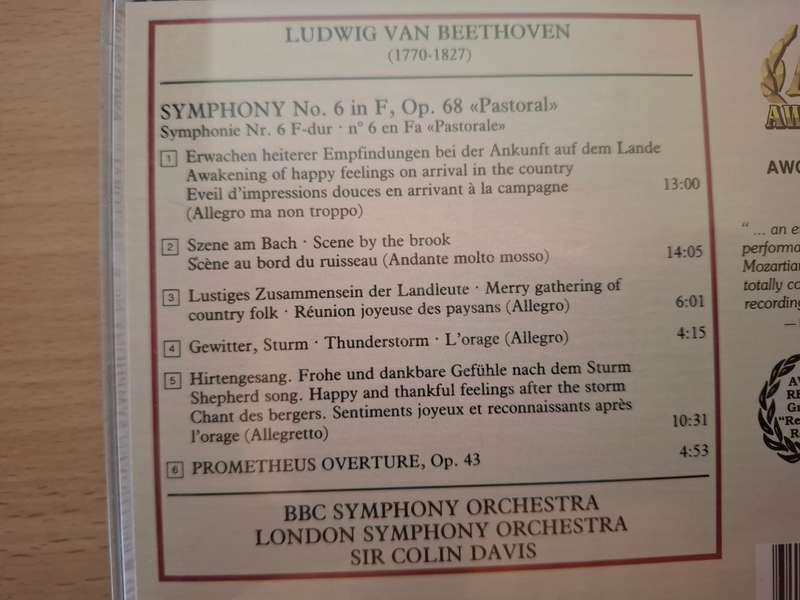 LUDWIG VAN BEETHOVEN
(1770-1827)
SYMPHONY No. 6 in F, Op. 68 «Pastoral»
Symphonie Nr. 6 F-dur · n° 6 en Fa «Pastorale»
1 Erwachen heiterer Empfindungen bei der Ankunft auf dem Lande
Awakening of happy feelings on arrival in the country
Eveil d'impressions douces en arrivant à la campagne
(Allegro ma non troppo) 13:00
2 Szene am Bach · Scene by the brook
Scène au bord du ruisseau (Andante molto mosso) 14:05
3 Lustiges Zusammensein der Landleute · Merry gathering of
country folk · Réunion joyeuse des paysans (Allegro) 6:01
4 Gewitter, Sturm · Thunderstorm · L'orage (Allegro) 4:15
5 Hirtengesang. Frohe und dankbare Gefühle nach dem Sturm
Shepherd song. Happy and thankful feelings after the storm
Chant des bergers. Sentiments joyeux et reconnaissants après
l'orage (Allegretto) 10:31
6 PROMETHEUS OVERTURE, Op. 43 4:53
BBC SYMPHONY ORCHESTRA
LONDON SYMPHONY ORCHESTRA
SIR COLIN DAVIS
" ... an
performa
Mozartian
totally co
recording